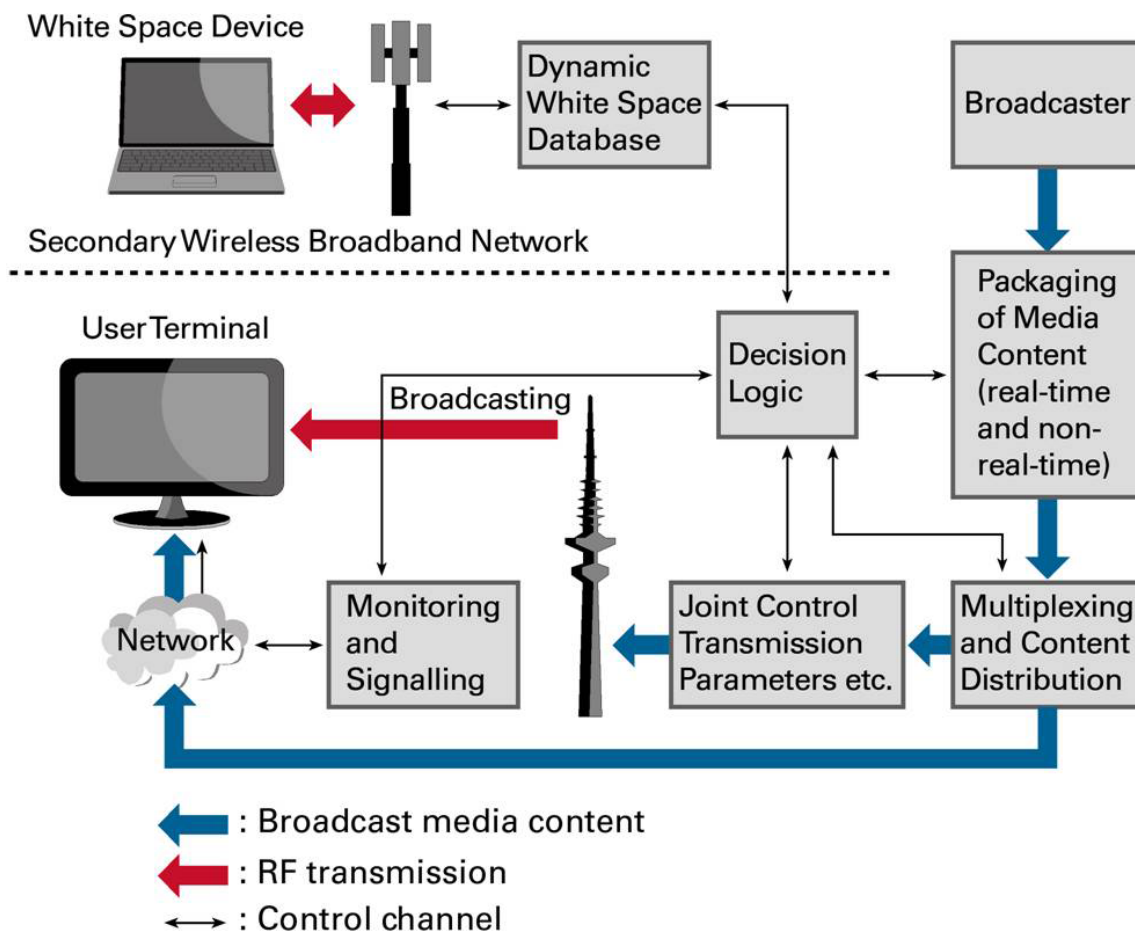 White Space Device
Dynamic
White Space
Database
Broadcaster
Secondary Wireless Broadband Network
User Terminal
Broadcasting
Decision
Logic
Packaging
of Media
Content
(real-time
and non-
real-time)
Network
Monitoring
and
Signalling
Joint Control
Transmission
Parameters etc.
Multiplexing
and Content
Distribution
: Broadcast media content
: RF transmission
: Control channel